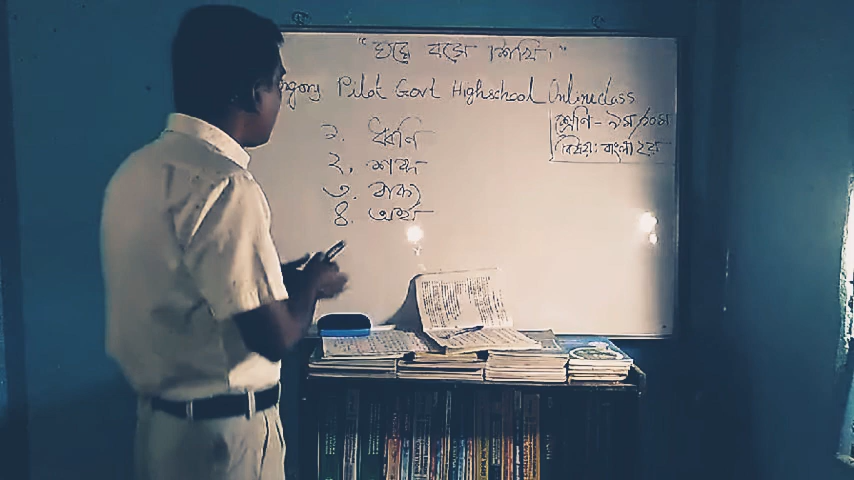 "ঘরে বসে শিখি।"
Pilot Govt Highschool Onlineclass
শ্রেণি- ৯ম/১০ম
বিষয়: বাংলা ২য়
১. ধ্বনি
২. শব্দ
৩. বাক্য
৪. অর্থ